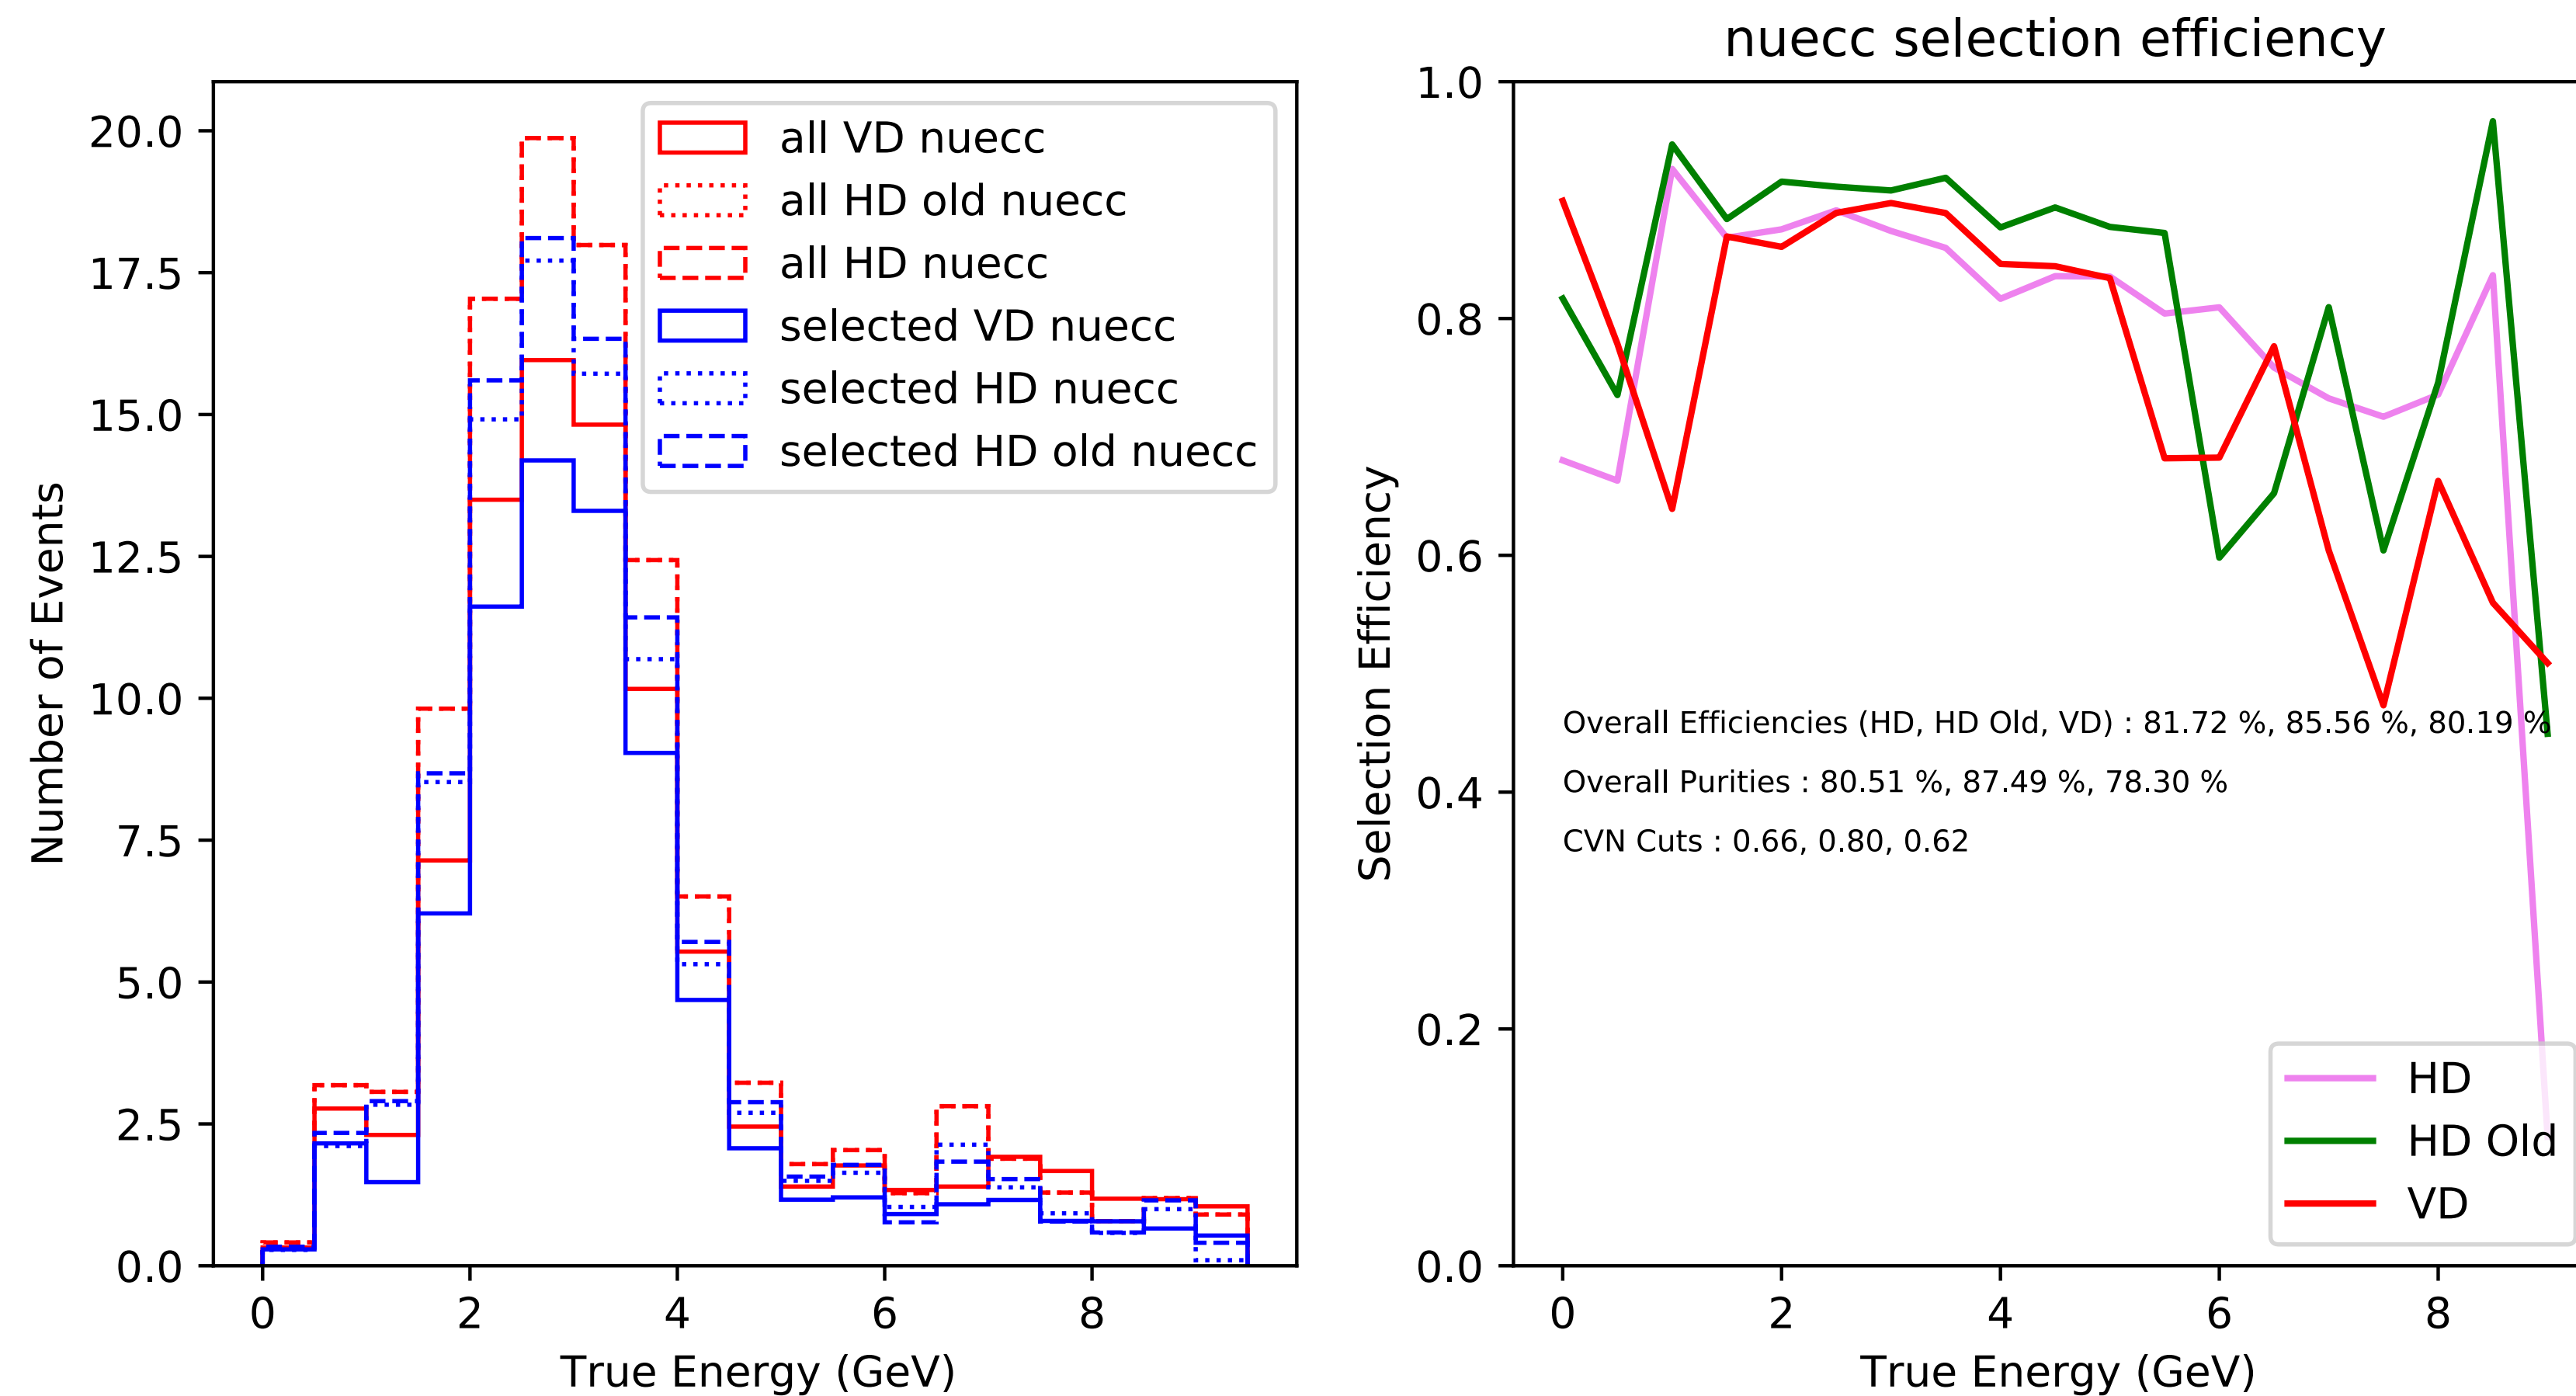 20.0
17.5
15.0
12.5
10.0
7.5
5.0
2.5
0.0
Number of Events
0 2 4 6 8
True Energy (GeV)
all VD nuecc
all HD old nuecc
all HD nuecc
selected VD nuecc
selected HD nuecc
selected HD old nuecc
nuecc selection efficiency
1.0
0.8
0.6
0.4
0.2
0.0
Selection Efficiency
Overall Efficiencies (HD, HD Old, VD) : 81.72 %, 85.56 %, 80.19 %
Overall Purities : 80.51 %, 87.49 %, 78.30 %
CVN Cuts : 0.66, 0.80, 0.62
HD
HD Old
VD
0 2 4 6 8
True Energy (GeV)